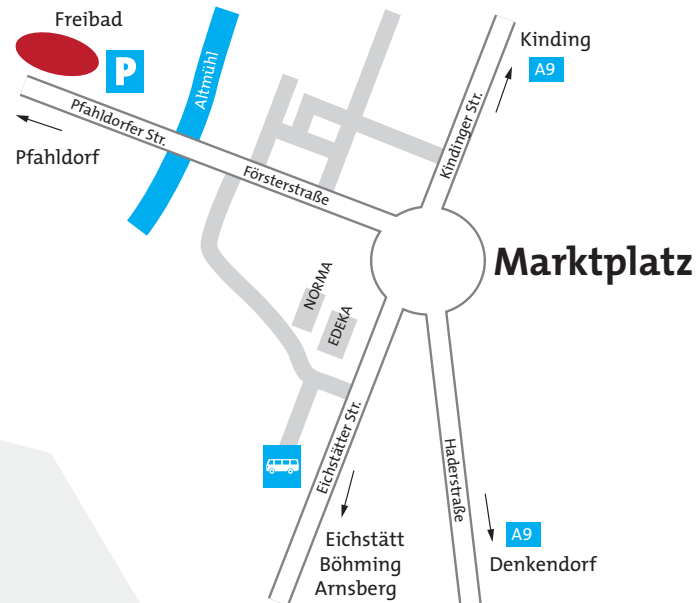 Freibad
P
Altmühl
Kinding
A9
Pfahldorfer Str.
Pfahldorf
Försterstraße
Kindinger Str.
Marktplatz
NORMA
EDEKA
Eichstätter Str.
Haderstraße
Eichstätt
Böhming
Arnsberg
A9
Denkendorf